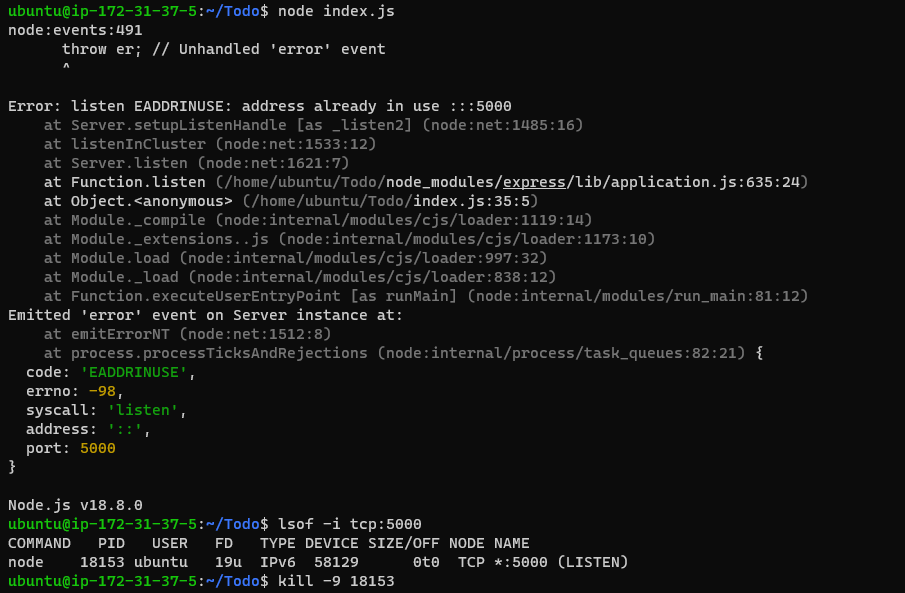 ubuntu@ip-172-31-37-5:~/Todo$ node index.js
node:events:491
      throw er; // Unhandled 'error' event
      ^

Error: listen EADDRINUSE: address already in use :::5000
    at Server.setupListenHandle [as _listen2] (node:net:1485:16)
    at listenInCluster (node:net:1533:12)
    at Server.listen (node:net:1621:7)
    at Function.listen (/home/ubuntu/Todo/node_modules/express/lib/application.js:635:24)
    at Object.<anonymous> (/home/ubuntu/Todo/index.js:35:5)
    at Module._compile (node:internal/modules/cjs/loader:1119:14)
    at Module._extensions..js (node:internal/modules/cjs/loader:1173:10)
    at Module.load (node:internal/modules/cjs/loader:997:32)
    at Module._load (node:internal/modules/cjs/loader:838:12)
    at Function.executeUserEntryPoint [as runMain] (node:internal/modules/run_main:81:12)
Emitted 'error' event on Server instance at:
    at emitErrorNT (node:net:1512:8)
    at process.processTicksAndRejections (node:internal/process/task_queues:82:21) {
  code: 'EADDRINUSE',
  errno: -98,
  syscall: 'listen',
  address: '::',
  port: 5000
}

Node.js v18.8.0
ubuntu@ip-172-31-37-5:~/Todo$ lsof -i tcp:5000
COMMAND   PID   USER   FD   TYPE DEVICE SIZE/OFF NODE NAME
node    18153 ubuntu   19u  IPv6  58129      0t0  TCP *:5000 (LISTEN)
ubuntu@ip-172-31-37-5:~/Todo$ kill -9 18153